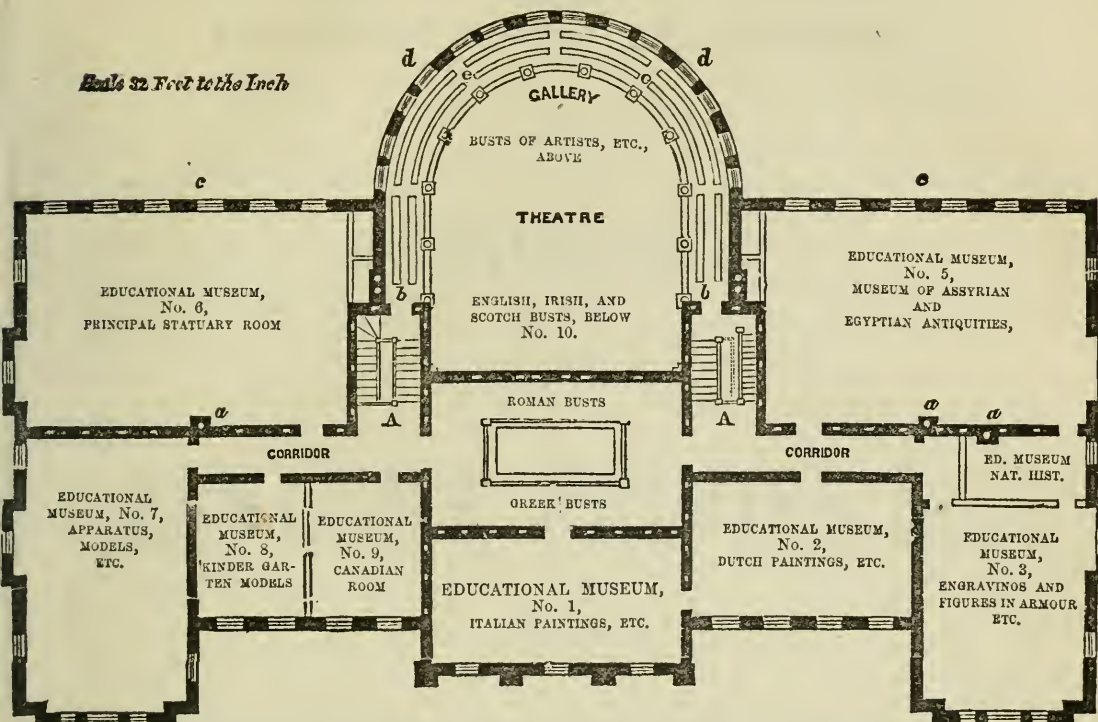 Scale 32 Feet to the Inch
d
d
e
e
GALLERY
BUSTS OF ARTISTS, ETC.,
ABOVE
c
e
THEATRE
EDUCATIONAL MUSEUM,
No. 6,
PRINCIPAL STATUARY ROOM
b
ENGLISH, IRISH, AND
SCOTCH BUSTS, BELOW
No. 10.
b
EDUCATIONAL MUSEUM,
No. 5,
MUSEUM OF ASSYRIAN
AND
EGYPTIAN ANTIQUITIES,
a
A
ROMAN BUSTS
A
a
a
CORRIDOR
CORRIDOR
ED. MUSEUM
NAT. HIST.
GREEK BUSTS
EDUCATIONAL
MUSEUM, No. 7,
APPARATUS,
MODELS,
ETC.
EDUCATIONAL
MUSEUM,
No. 8,
KINDER GAR-
TEN MODELS
EDUCATIONAL
MUSEUM,
No. 9,
CANADIAN
ROOM
EDUCATIONAL MUSEUM,
No. 1,
ITALIAN PAINTINGS, ETC.
EDUCATIONAL MUSEUM,
No. 2,
DUTCH PAINTINGS, ETC.
EDUCATIONAL
MUSEUM,
No. 3,
ENGRAVINGS AND
FIGURES IN ARMOUR
ETC.